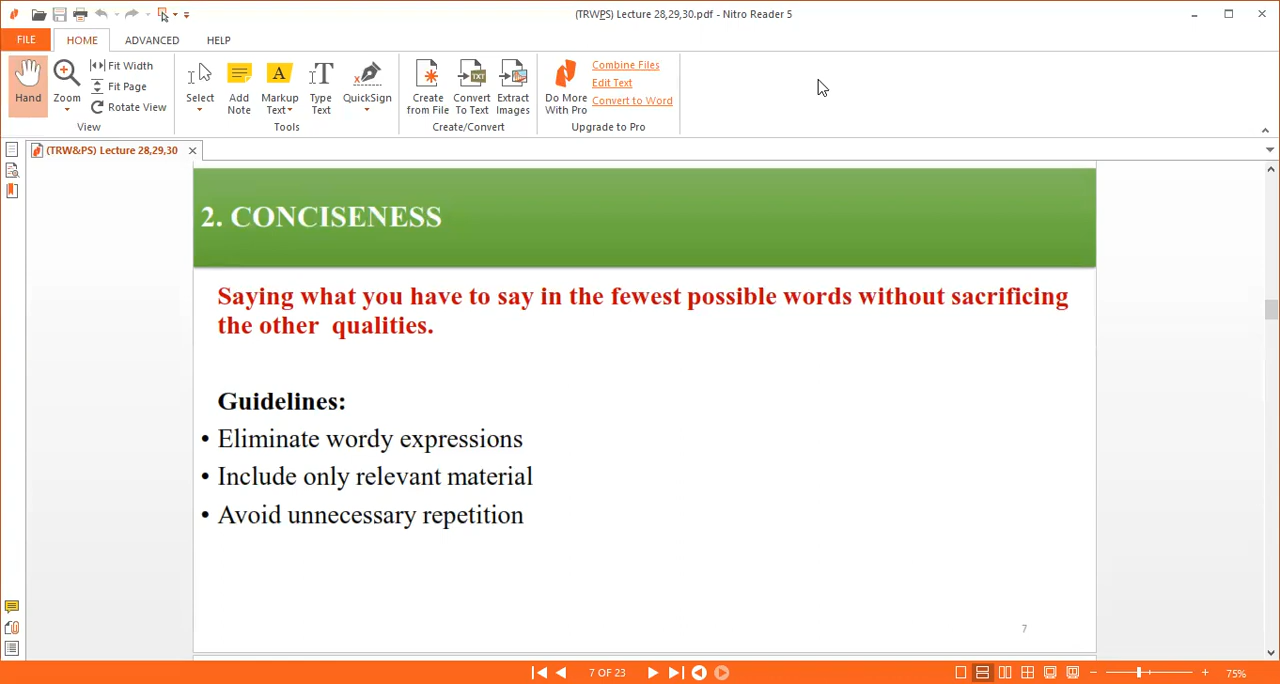 (TRWPS) Lecture 28,29,30.pdf - Nitro Reader 5
FILE
HOME
ADVANCED
HELP
Hand
Zoom
Fit Width
Fit Page
Rotate View
View
Select
Add
Note
Markup
Text
Type
Text
QuickSign
Tools
Create
from File
Convert
To Text
Extract
Images
Create/Convert
Do More
With Pro
Combine Files
Edit Text
Convert to Word
Upgrade to Pro
(TRW&PS) Lecture 28,29,30
2. CONCISENESS
Saying what you have to say in the fewest possible words without sacrificing
the other qualities.
Guidelines:
• Eliminate wordy expressions
• Include only relevant material
• Avoid unnecessary repetition
7
7 OF 23
75%